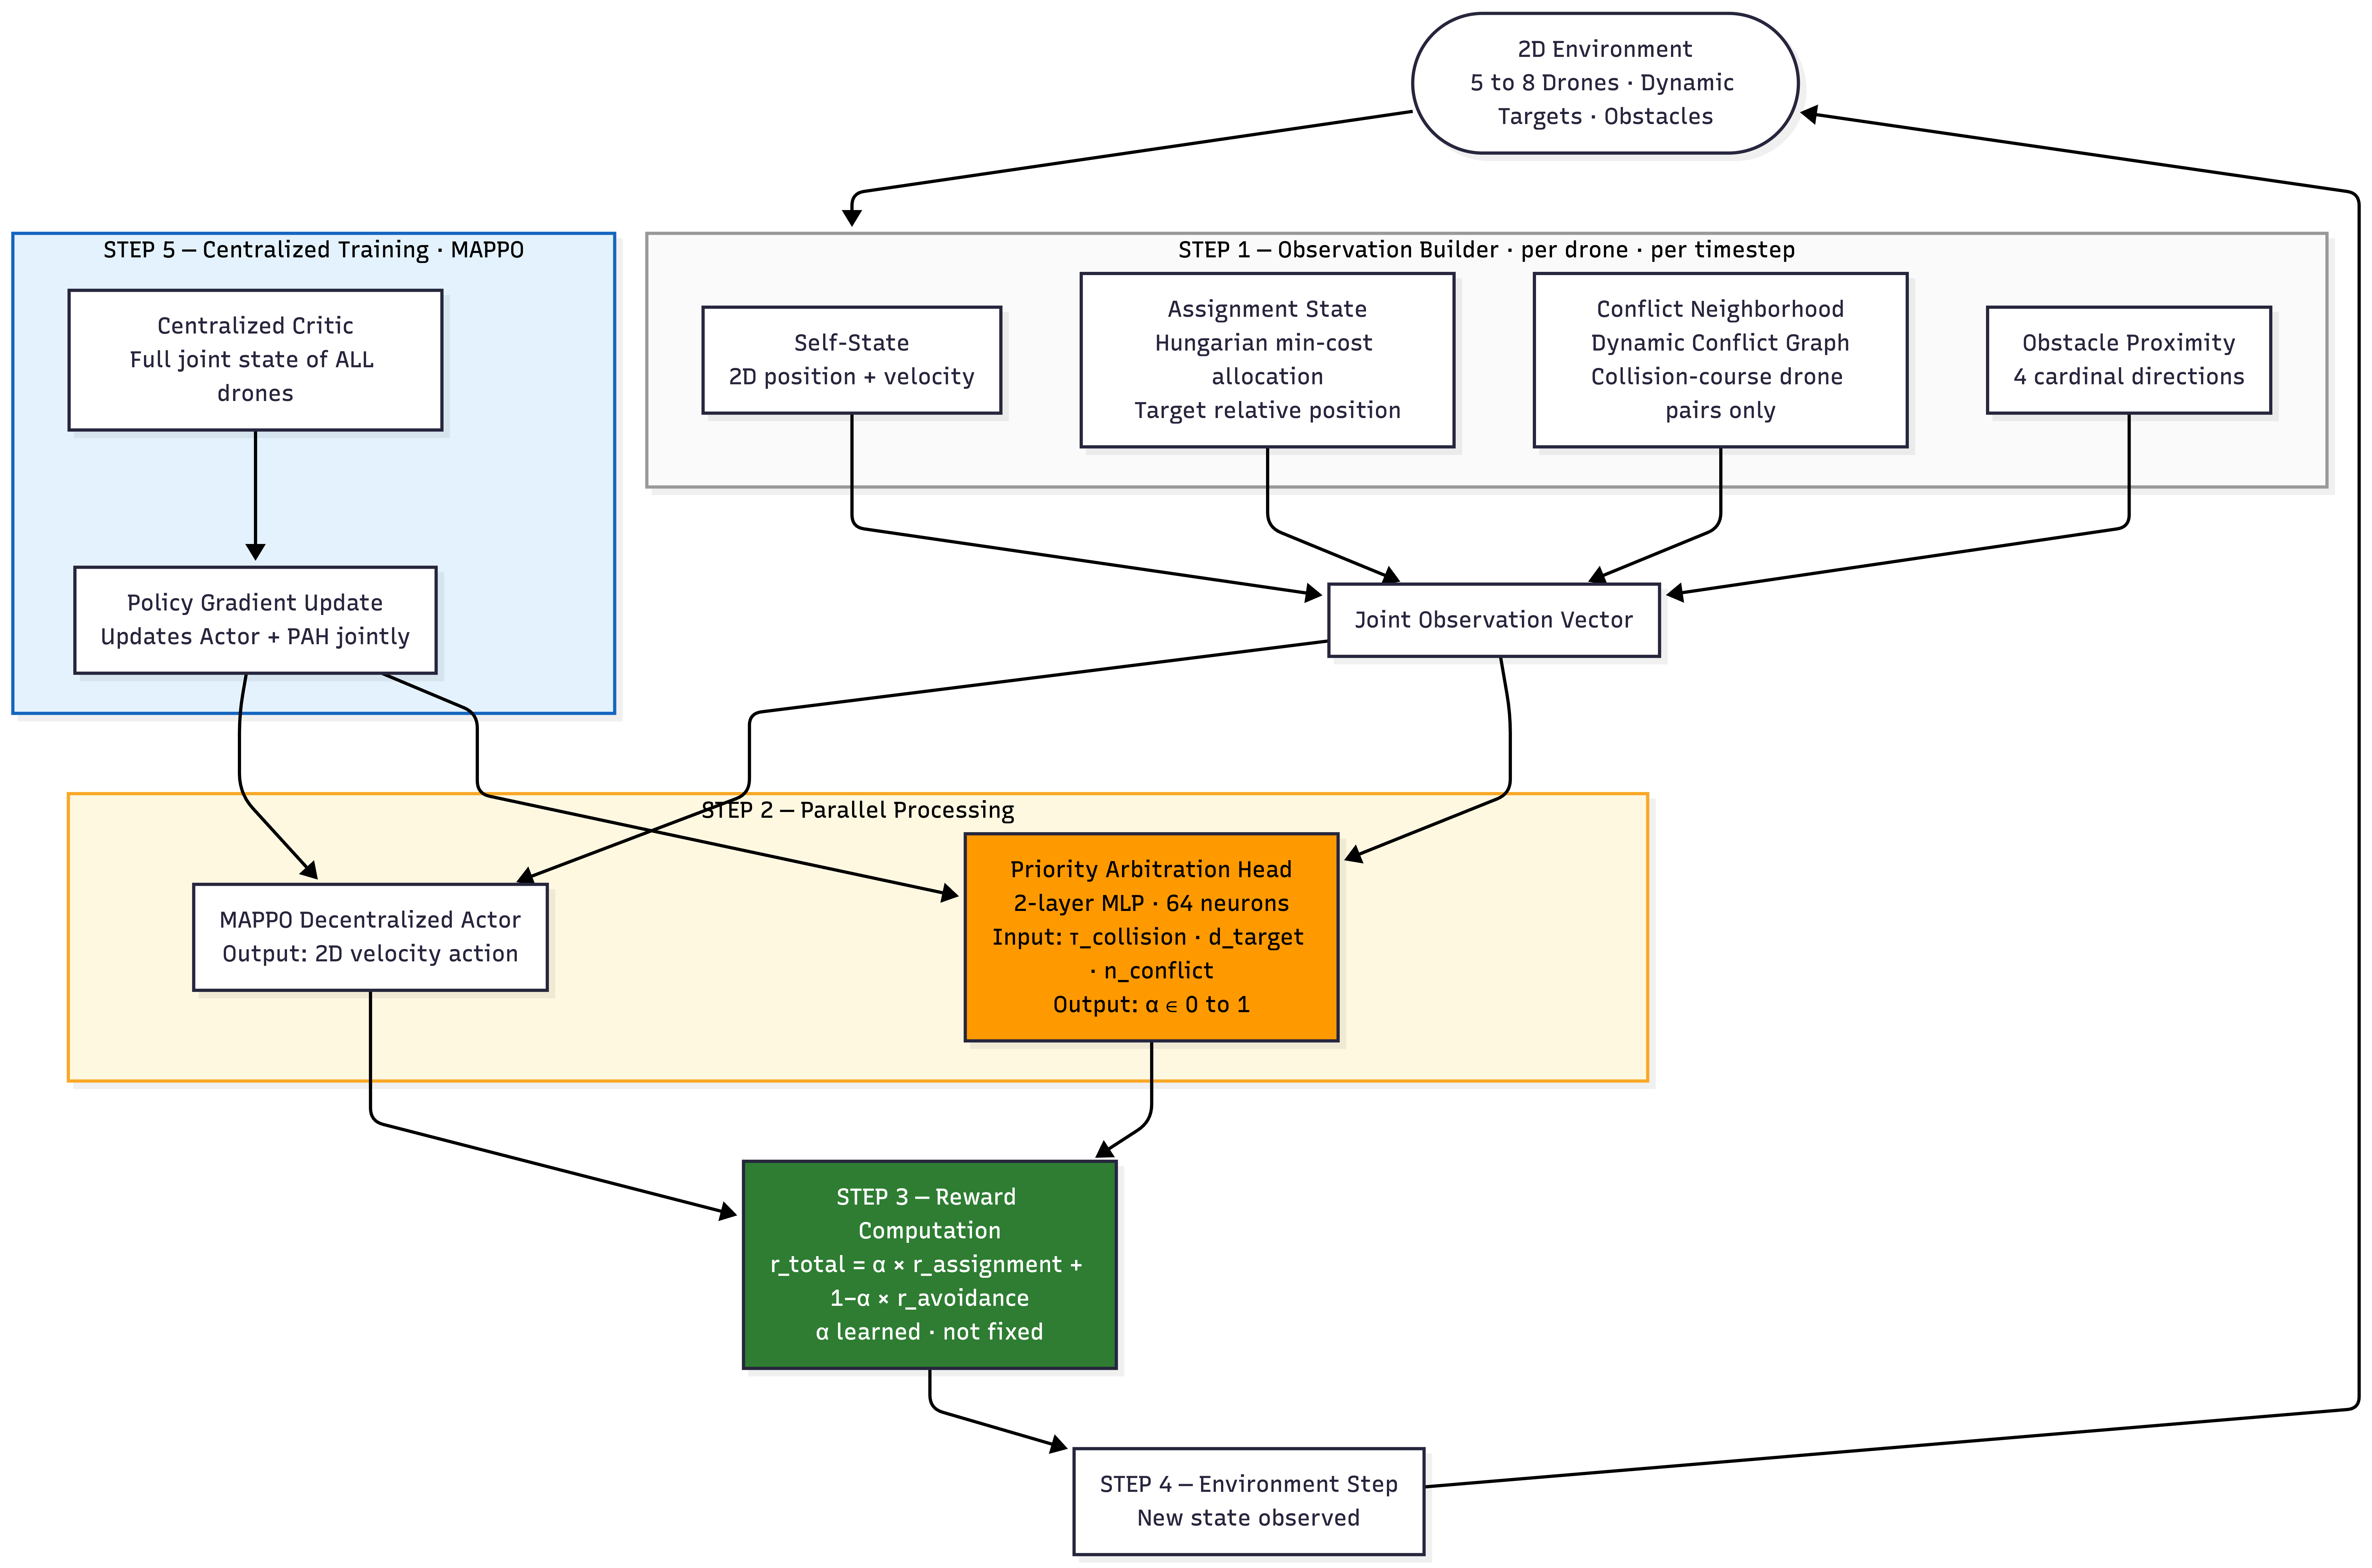 2D Environment
5 to 8 Drones · Dynamic
Targets · Obstacles
STEP 5 — Centralized Training · MAPPO
Centralized Critic
Full joint state of ALL
drones
Policy Gradient Update
Updates Actor + PAH jointly
STEP 1 — Observation Builder · per drone · per timestep
Self-State
2D position + velocity
Assignment State
Hungarian min-cost
allocation
Target relative position
Conflict Neighborhood
Dynamic Conflict Graph
Collision-course drone
pairs only
Obstacle Proximity
4 cardinal directions
Joint Observation Vector
STEP 2 — Parallel Processing
MAPPO Decentralized Actor
Output: 2D velocity action
Priority Arbitration Head
2-layer MLP · 64 neurons
Input: τ_collision · d_target
· n_conflict
Output: α ∈ 0 to 1
STEP 3 — Reward
Computation
r_total = α × r_assignment +
1−α × r_avoidance
α learned · not fixed
STEP 4 — Environment Step
New state observed